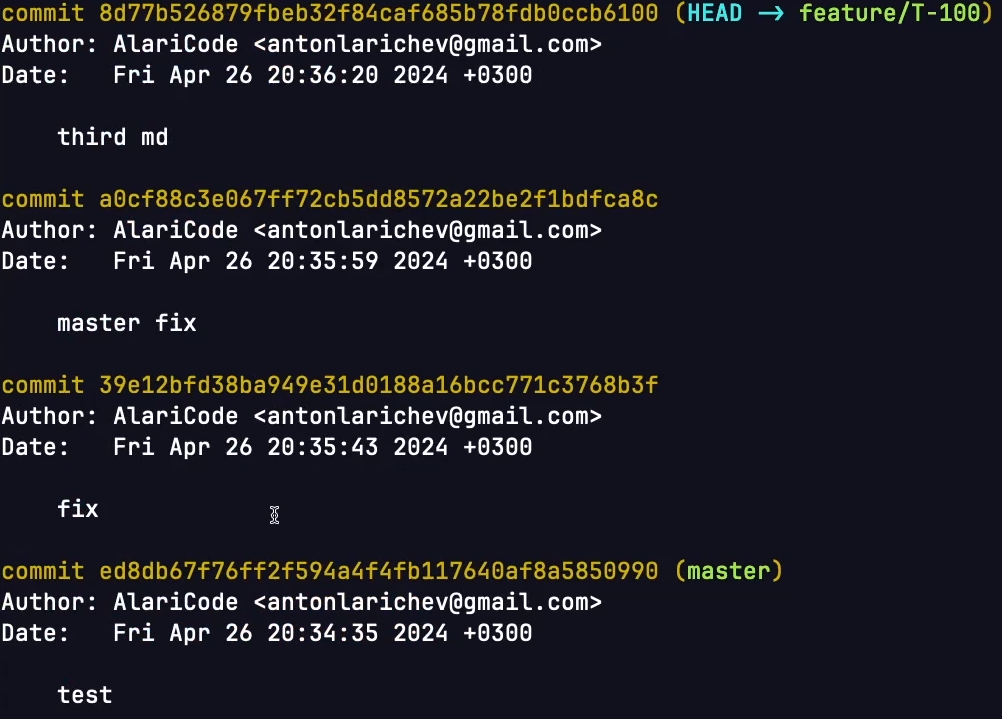 commit 8d77b526879fbeb32f84caf685b78fdb0ccb6100 (HEAD -> feature/T-100)
Author: AlariCode <antonlarichev@gmail.com>
Date:   Fri Apr 26 20:36:20 2024 +0300
third md
commit a0cf88c3e067ff72cb5dd8572a22be2f1bdfca8c
Author: AlariCode <antonlarichev@gmail.com>
Date:   Fri Apr 26 20:35:59 2024 +0300
master fix
commit 39e12bfd38ba949e31d0188a16bcc771c3768b3f
Author: AlariCode <antonlarichev@gmail.com>
Date:   Fri Apr 26 20:35:43 2024 +0300
fix
commit ed8db67f76ff2f594a4f4fb117640af8a5850990 (master)
Author: AlariCode <antonlarichev@gmail.com>
Date:   Fri Apr 26 20:34:35 2024 +0300
test